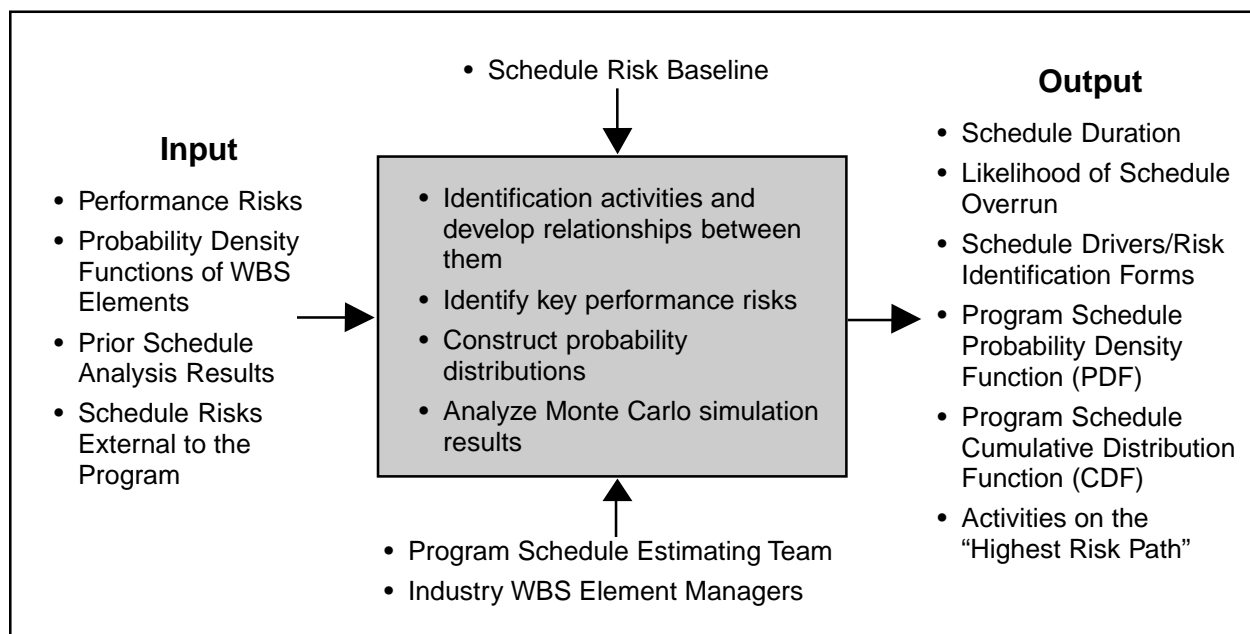 • Schedule Risk Baseline
Input
• Performance Risks
• Probability Density
Functions of WBS
Elements
• Prior Schedule
Analysis Results
• Schedule Risks
External to the
Program
• Identification activities and
develop relationships between
them
• Identify key performance risks
• Construct probability
distributions
• Analyze Monte Carlo simulation
results
• Program Schedule Estimating Team
• Industry WBS Element Managers
Output
• Schedule Duration
• Likelihood of Schedule
Overrun
• Schedule Drivers/Risk
Identification Forms
• Program Schedule
Probability Density
Function (PDF)
• Program Schedule
Cumulative Distribution
Function (CDF)
• Activities on the
“Highest Risk Path”